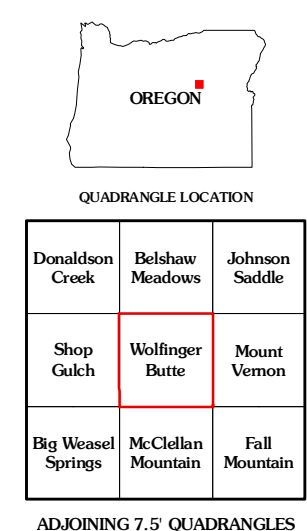 OREGON
QUADRANGLE LOCATION
Donaldson
Creek
Belshaw
Meadows
Johnson
Saddle
Shop
Gulch
Wolfinger
Butte
Mount
Vernon
Big Weasel
Springs
McClellan
Mountain
Fall
Mountain
ADJOINING 7.5' QUADRANGLES